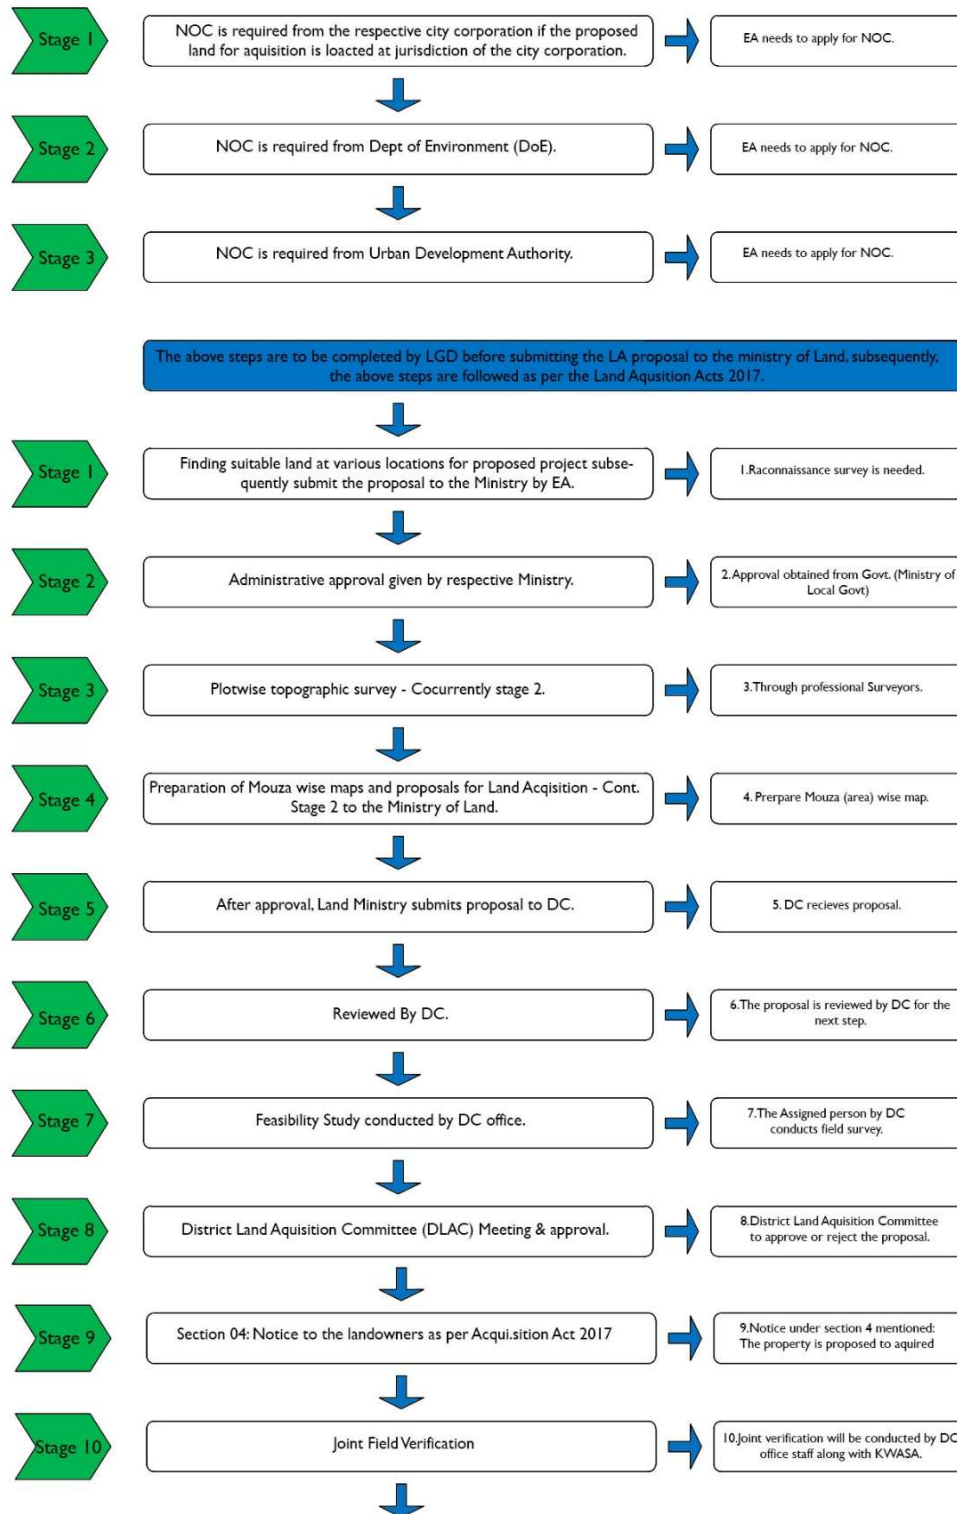 Stage 1
NOC is required from the respective city corporation if the proposed
land for aquisition is loacted at jurisdiction of the city corporation.
EA needs to apply for NOC.
Stage 2
NOC is required from Dept of Environment (DoE).
EA needs to apply for NOC.
Stage 3
NOC is required from Urban Development Authority.
EA needs to apply for NOC.
The above steps are to be completed by LGD before submitting the LA proposal to the ministry of Land, subsequently,
the above steps are followed as per the Land Aqusition Acts 2017.
Stage 1
Finding suitable land at various locations for proposed project subse-
quently submit the proposal to the Ministry by EA.
1.Raconnaissance survey is needed.
Stage 2
Administrative approval given by respective Ministry.
2.Approval obtained from Govt. (Ministry of
Local Govt)
Stage 3
Plotwise topographic survey - Cocurrently stage 2.
3.Through professional Surveyors.
Stage 4
Preparation of Mouza wise maps and proposals for Land Acqisition - Cont.
Stage 2 to the Ministry of Land.
4. Prerpare Mouza (area) wise map.
Stage 5
After approval, Land Ministry submits proposal to DC.
5. DC recieves proposal.
Stage 6
Reviewed By DC.
6.The proposal is reviewed by DC for the
next step.
Stage 7
Feasibility Study conducted by DC office.
7.The Assigned person by DC
conducts field survey.
Stage 8
District Land Aquisition Committee (DLAC) Meeting & approval.
8.District Land Aquisition Committee
to approve or reject the proposal.
Stage 9
Section 04: Notice to the landowners as per Acqui.sition Act 2017
9.Notice under section 4 mentioned:
The property is proposed to aquired
Stage 10
Joint Field Verification
10.Joint verification will be conducted by DC
office staff along with KWASA.